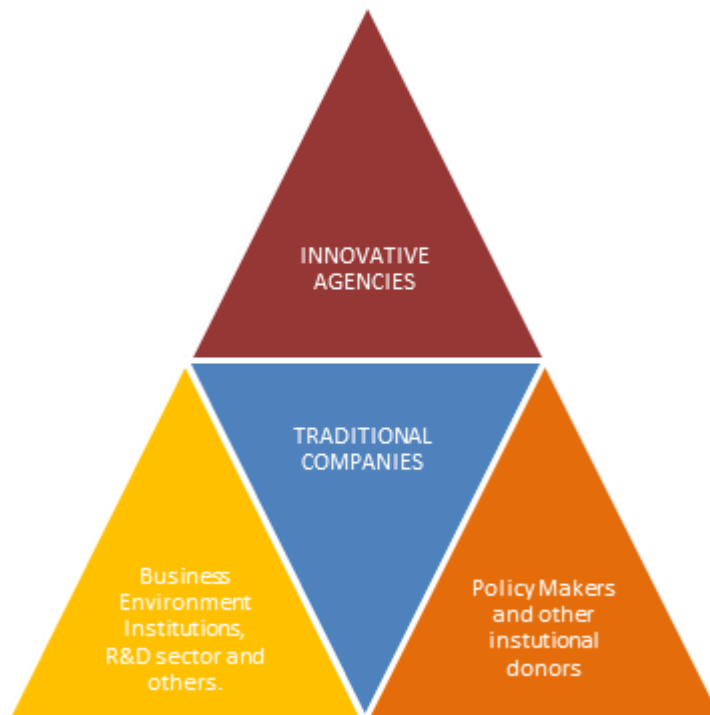 INNOVATIVE
AGENCIES
TRADITIONAL
COMPANIES
Business
Environment
Institutions,
R&D sector and
others.
Policy Makers
and other
instutional
donors